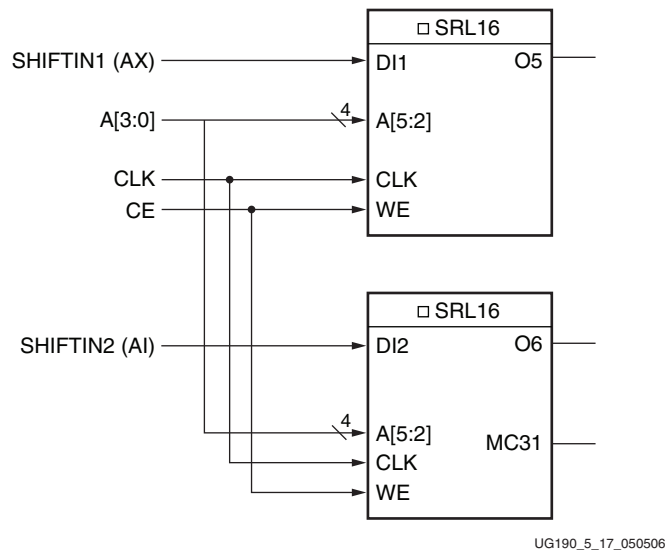 □ SRL16
SHIFTIN1 (AX)
DI1
O5
A[3:0]
4
A[5:2]
CLK
CLK
CE
WE
□ SRL16
SHIFTIN2 (AI)
DI2
O6
4
A[5:2]
MC31
CLK
WE
UG190_5_17_050506